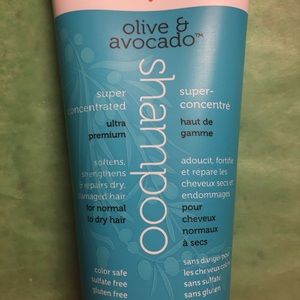 olive &
avocado™
shampoo
super
concentrated
ultra
premium
softens,
strengthens
repairs dry,
damaged hair
for normal
to dry hair
color safe
sulfate free
gluten free
super-
concentré
haut de
gamme
adoucit, fortifie
et répare les
cheveux secs et
endommagés
pour
cheveux
normaux
à secs
sans danger pour
les cheveux
sans sulfate
sans gluten